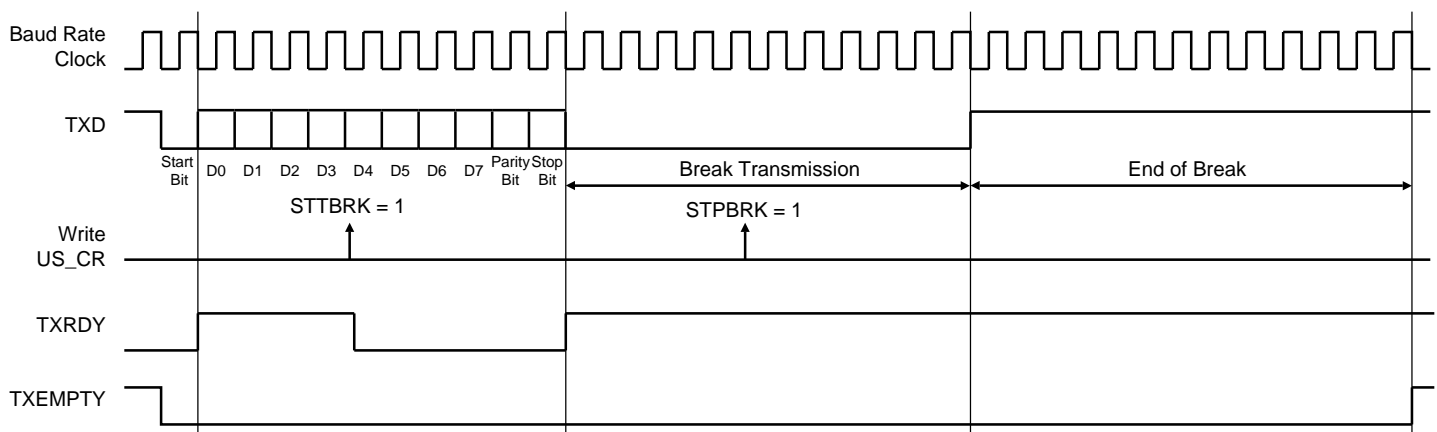 Baud Rate
Clock
TXD
Start
Bit
D0 D1 D2 D3 D4 D5 D6 D7
Parity
Bit
Stop
Bit
Break Transmission
End of Break
STTBRK = 1
STPBRK = 1
Write
US_CR
TXRDY
TXEMPTY